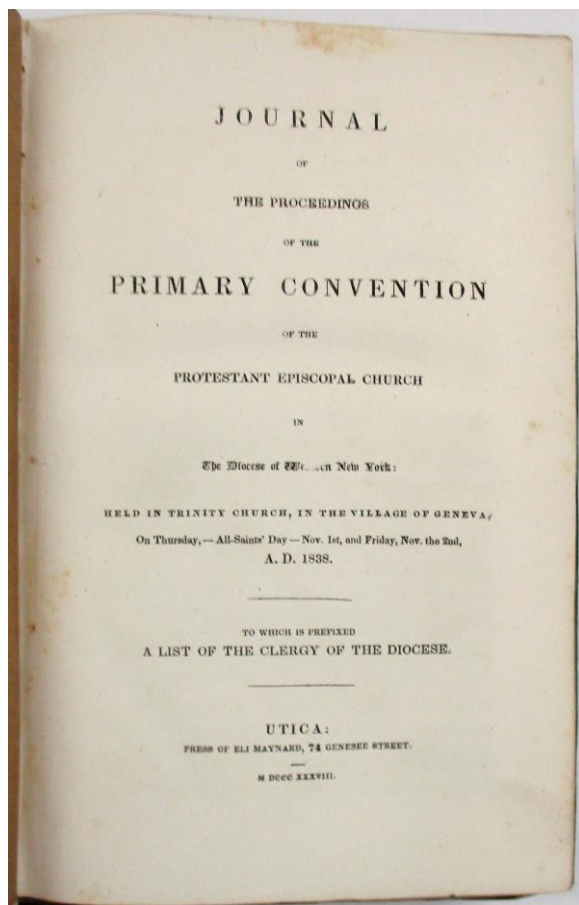 JOURNAL
OF
THE PROCEEDINGS
OF THE
PRIMARY CONVENTION
OF THE
PROTESTANT EPISCOPAL CHURCH
IN
The Diocese of New York:
HELD IN TRINITY CHURCH, IN THE VILLAGE OF GENEVA,
On Thursday,—All-Saints' Day—Nov. 1st, and Friday, Nov. the 2nd,
A. D. 1838.
TO WHICH IS PREFIXED
A LIST OF THE CLERGY OF THE DIOCESE.
UTICA:
PRESS OF ELI MAYNARD, 74 GENESEE STREET.
M DCCC XXXVIII.